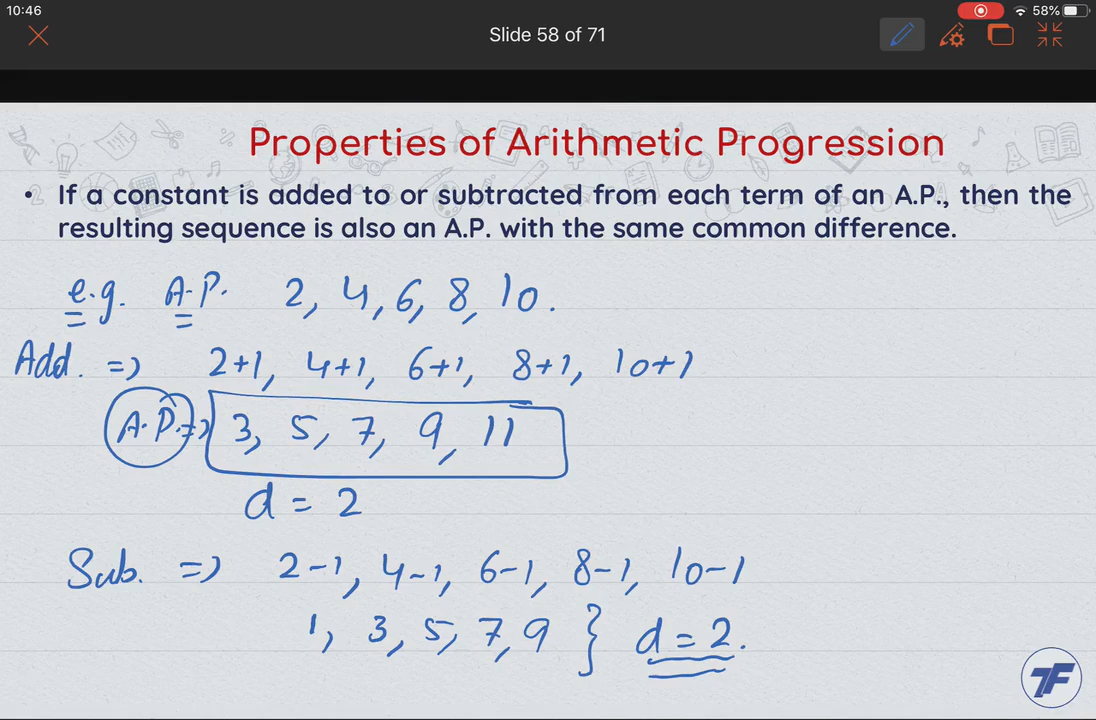 10:46
58%
Slide 58 of 71
Properties of Arithmetic Progression
• If a constant is added to or subtracted from each term of an A.P., then the
resulting sequence is also an A.P. with the same common difference.
e.g. A.P. 2, 4, 6, 8, 10.
Add. => 2+1, 4+1, 6+1, 8+1, 10+1
A.P. => 3, 5, 7, 9, 11
d = 2
Sub. => 2-1, 4-1, 6-1, 8-1, 10-1
1, 3, 5, 7, 9 } d = 2.
TF